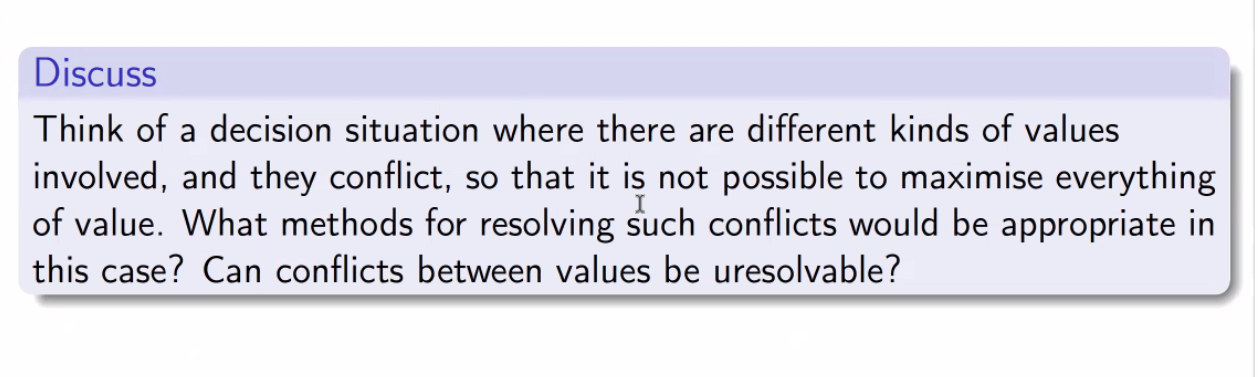 Discuss
Think of a decision situation where there are different kinds of values
involved, and they conflict, so that it is not possible to maximise everything
of value. What methods for resolving such conflicts would be appropriate in
this case? Can conflicts between values be uresolvable?